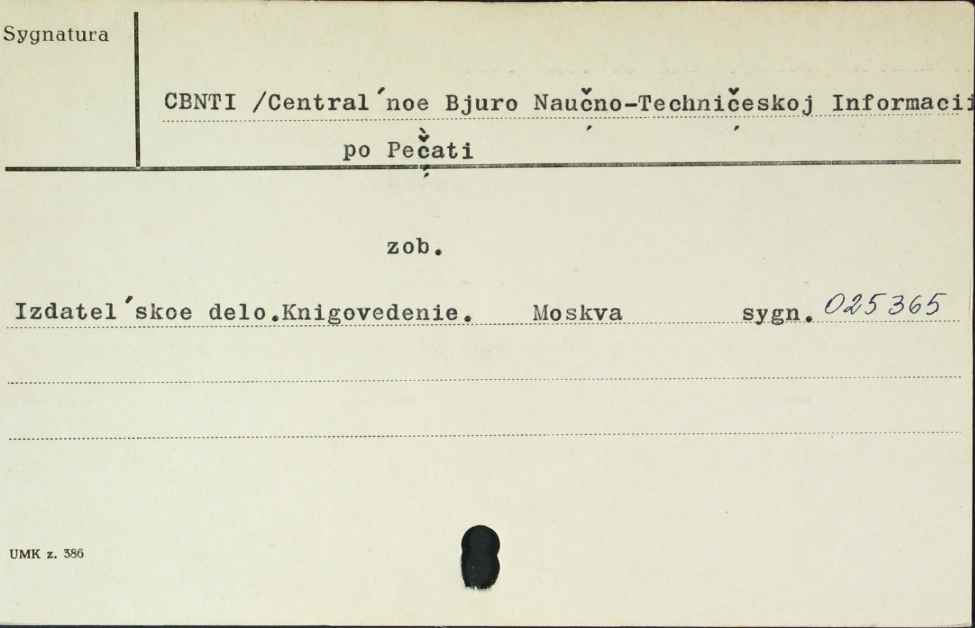 Sygnatura
CBNTI /Central´noe Bjuro Naučno-Techničeskoj Informacii
po Pečati
zob.
Izdatel´skoe delo.Knigovedenie. Moskva sygn. 025365
UMK z. 386